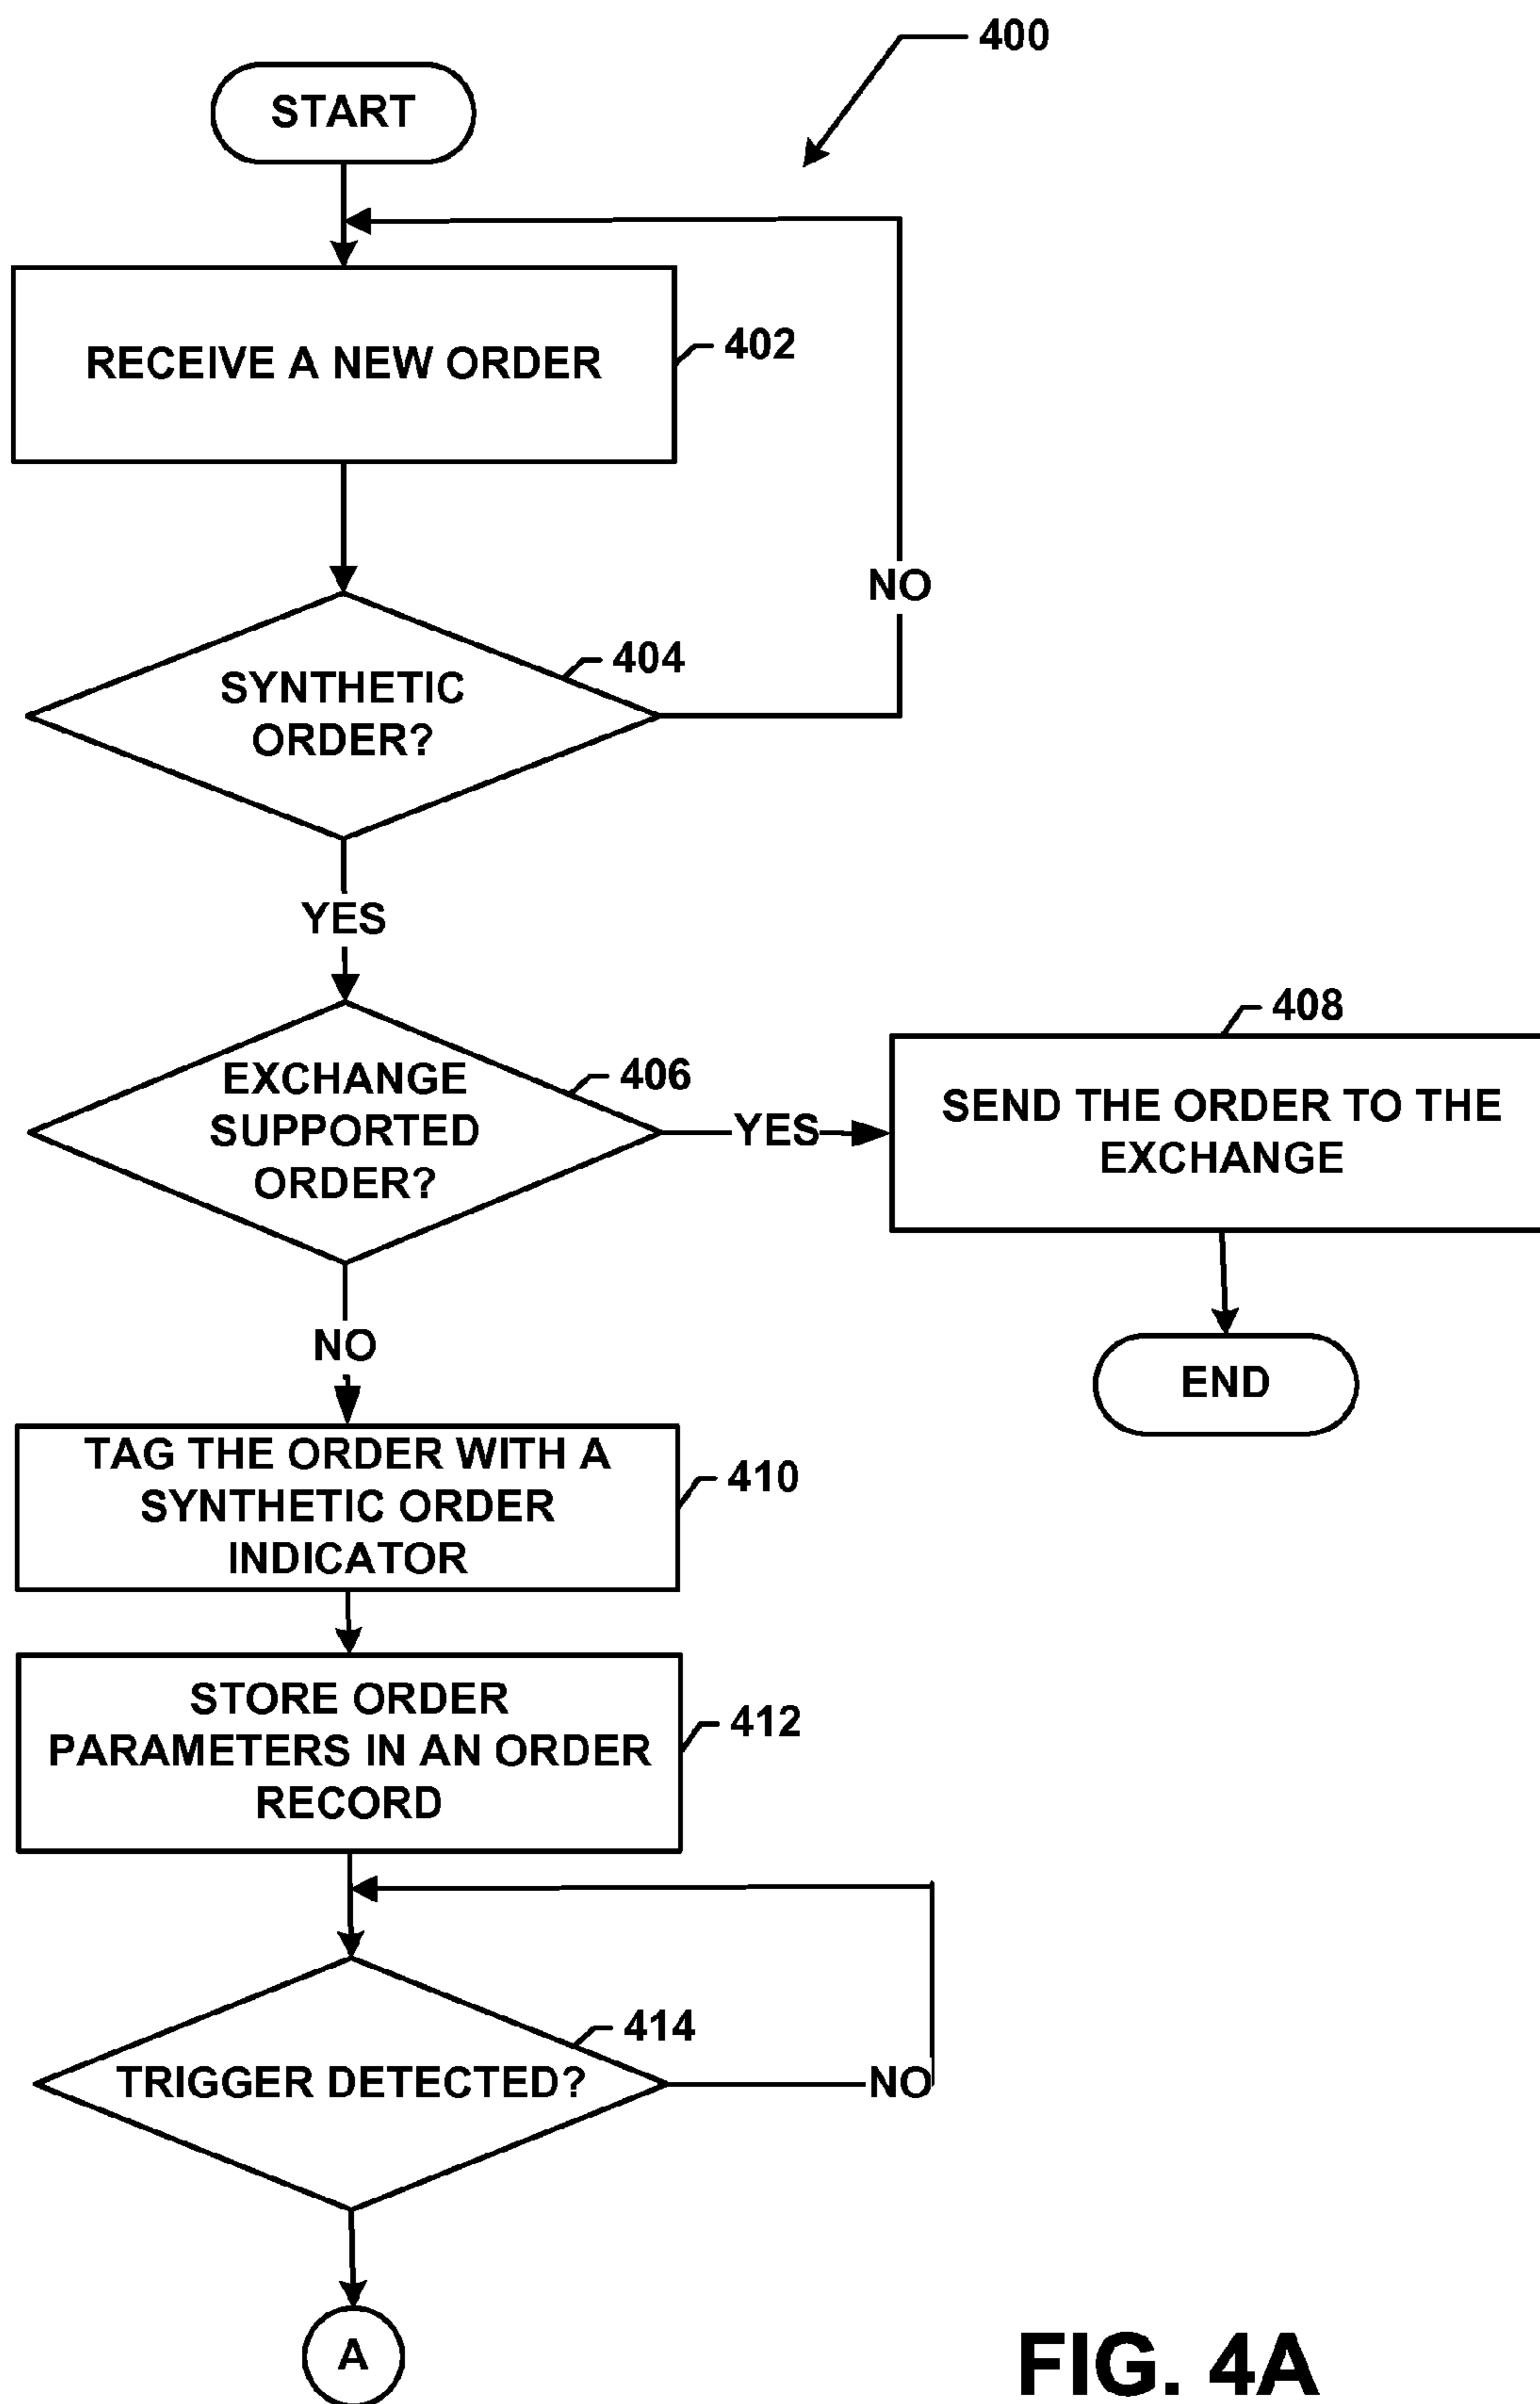 400
START
RECEIVE A NEW ORDER
402
NO
SYNTHETIC
ORDER?
404
YES
EXCHANGE
SUPPORTED
ORDER?
406
YES
408
SEND THE ORDER TO THE
EXCHANGE
END
NO
TAG THE ORDER WITH A
SYNTHETIC ORDER
INDICATOR
410
STORE ORDER
PARAMETERS IN AN ORDER
RECORD
412
TRIGGER DETECTED?
414
NO
A
FIG. 4A